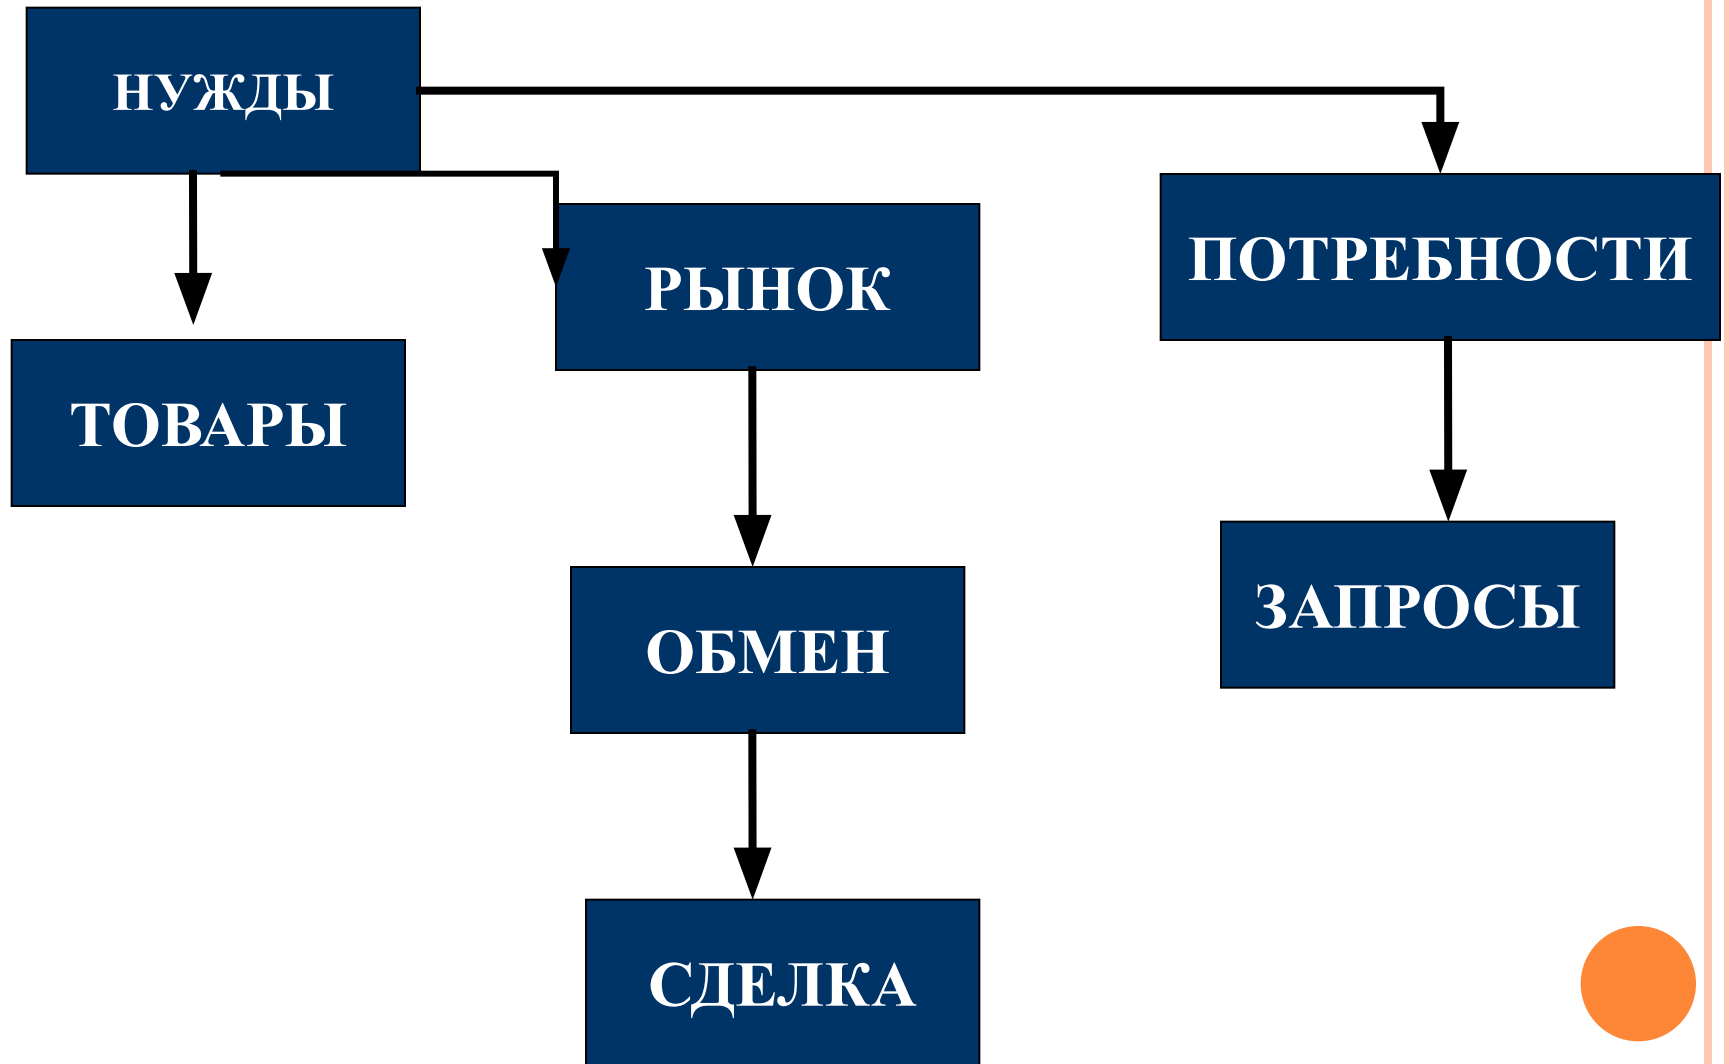 НУЖДЫ
ПОТРЕБНОСТИ
РЫНОК
ТОВАРЫ
ЗАПРОСЫ
ОБМЕН
СДЕЛКА